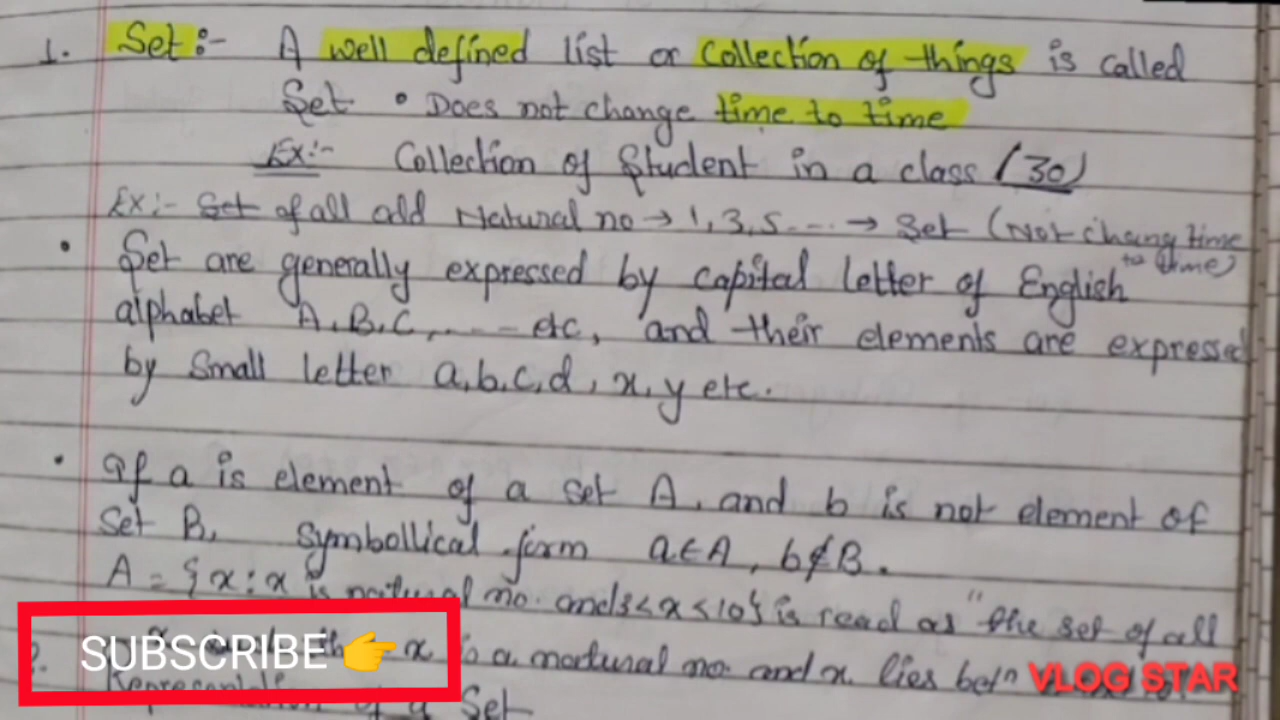 1. Set :- A well defined list or Collection of things is called
Set • Does not change time to time
Ex:- Collection of Student in a class (30)
Ex:- Set of all odd Natural no → 1, 3, 5 .... → Set (Not chang time
to time)
• Set are generally expressed by capital letter of English
alphabet A, B, C, .... etc, and their elements are expressed
by Small letter a, b, c, d, x, y etc.
• If a is element of a set A, and b is not element of
Set B, Symbollical form a ∈ A, b ∉ B.
A = { x : x is natural no. and 3 < x < 10 } is read as "the set of all
x is a natural no and x lies betn
of a Set
SUBSCRIBE 👉
VLOG STAR